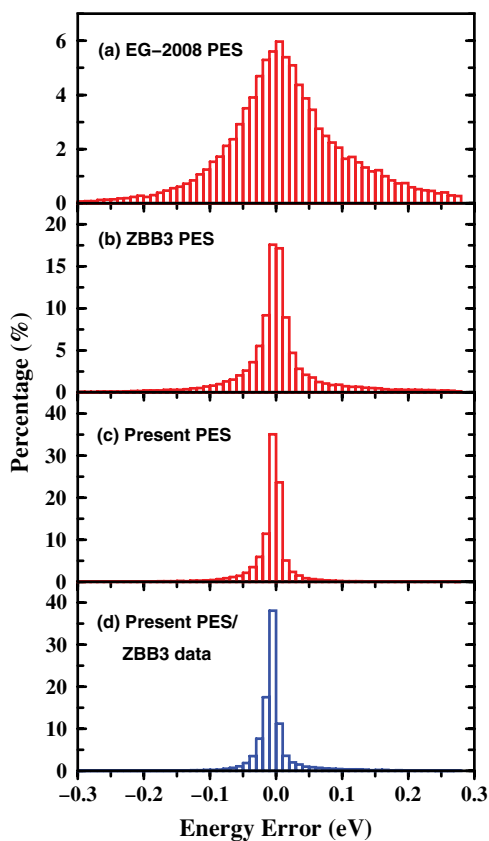 (a) EG−2008 PES
6
4
2
0
(b) ZBB3 PES
20
15
10
5
0
(c) Present PES
40
30
20
10
0
(d) Present PES/
ZBB3 data
40
30
20
10
0
−0.3 −0.2 −0.1 0.0 0.1 0.2 0.3
Energy Error (eV)
Percentage (%)